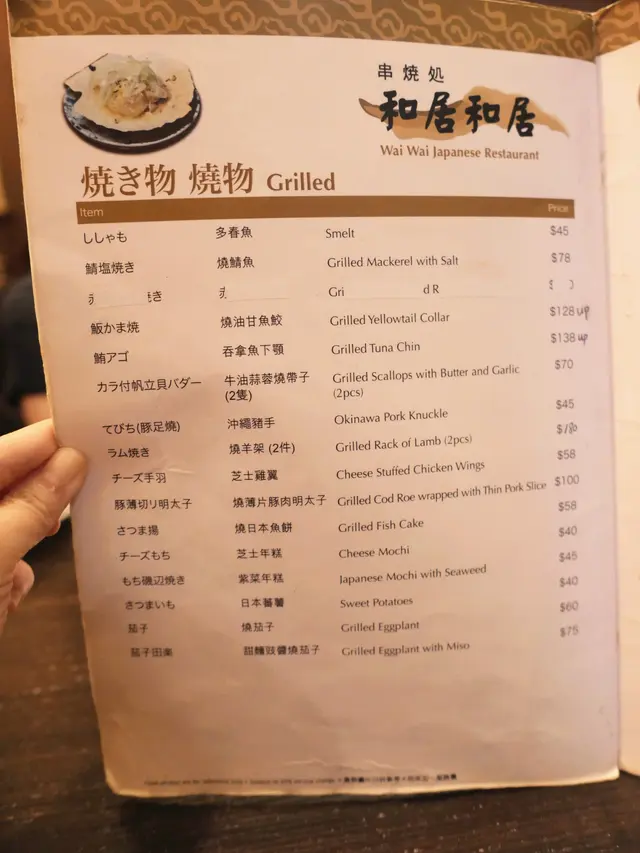 串焼処
和居和居
Wai Wai Japanese Restaurant
焼き物 燒物 Grilled
Item Price
ししゃも 多春魚 Smelt $45
鯖塩焼き 燒鯖魚 Grilled Mackerel with Salt $78
焼き Gri d R $
飯かま焼 燒油甘魚鮫 Grilled Yellowtail Collar $128 up
鮪アゴ 吞拿魚下顎 Grilled Tuna Chin $138 up
カラ付帆立貝バダー 牛油蒜蓉燒帶子 Grilled Scallops with Butter and Garlic $70
(2隻) (2pcs)
てびち(豚足焼) 沖繩豬手 Okinawa Pork Knuckle $45
ラム焼き 燒羊架 (2件) Grilled Rack of Lamb (2pcs) $180
チーズ手羽 芝士雞翼 Cheese Stuffed Chicken Wings $58
豚薄切リ明太子 燒薄片豚肉明太子 Grilled Cod Roe wrapped with Thin Pork Slice $100
さつま揚 燒日本魚餅 Grilled Fish Cake $58
チーズもち 芝士年糕 Cheese Mochi $40
もち磯辺焼き 紫菜年糕 Japanese Mochi with Seaweed $45
さつまいも 日本蕃薯 Sweet Potatoes $40
茄子 燒茄子 Grilled Eggplant $60
茄子田楽 甜麵豉醬燒茄子 Grilled Eggplant with Miso $75